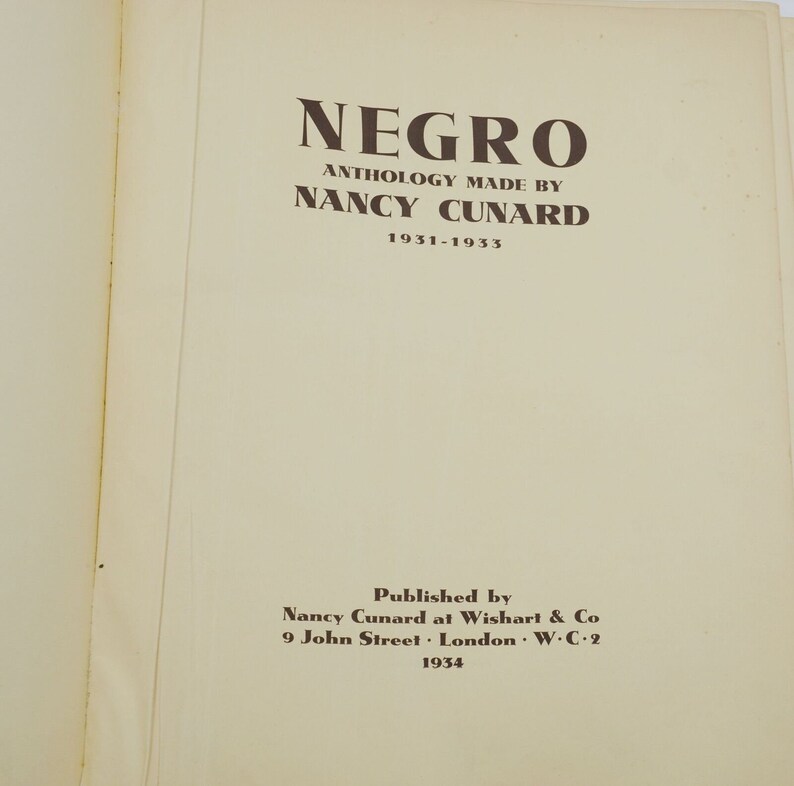 NEGRO
ANTHOLOGY MADE BY
NANCY CUNARD
1931-1933
Published by
Nancy Cunard at Wishart & Co
9 John Street · London · W·C·2
1934